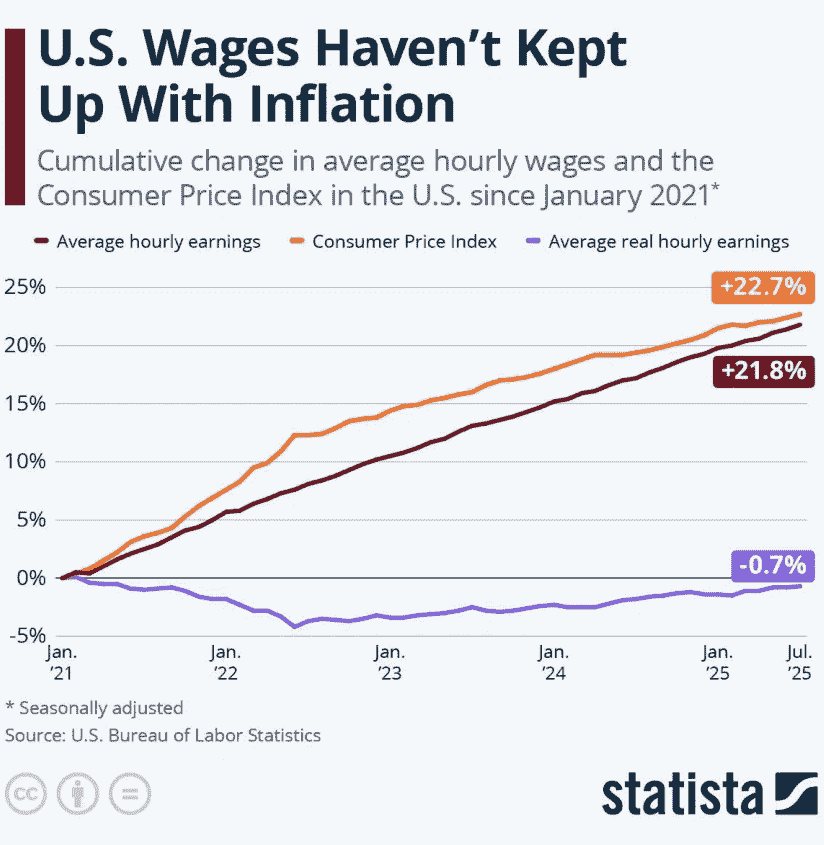 U.S. Wages Haven't Kept
Up With Inflation
Cumulative change in average hourly wages and the
Consumer Price Index in the U.S. since January 2021*
Average hourly earnings Consumer Price Index Average real hourly earnings
25%
+22.7%
20%
+21.8%
15%
10%
5%
0%
-0.7%
-5%
Jan. Jan. Jan. Jan. Jan. Jul.
'21 '22 '23 '24 '25 '25
* Seasonally adjusted
Source: U.S. Bureau of Labor Statistics
cc
statista